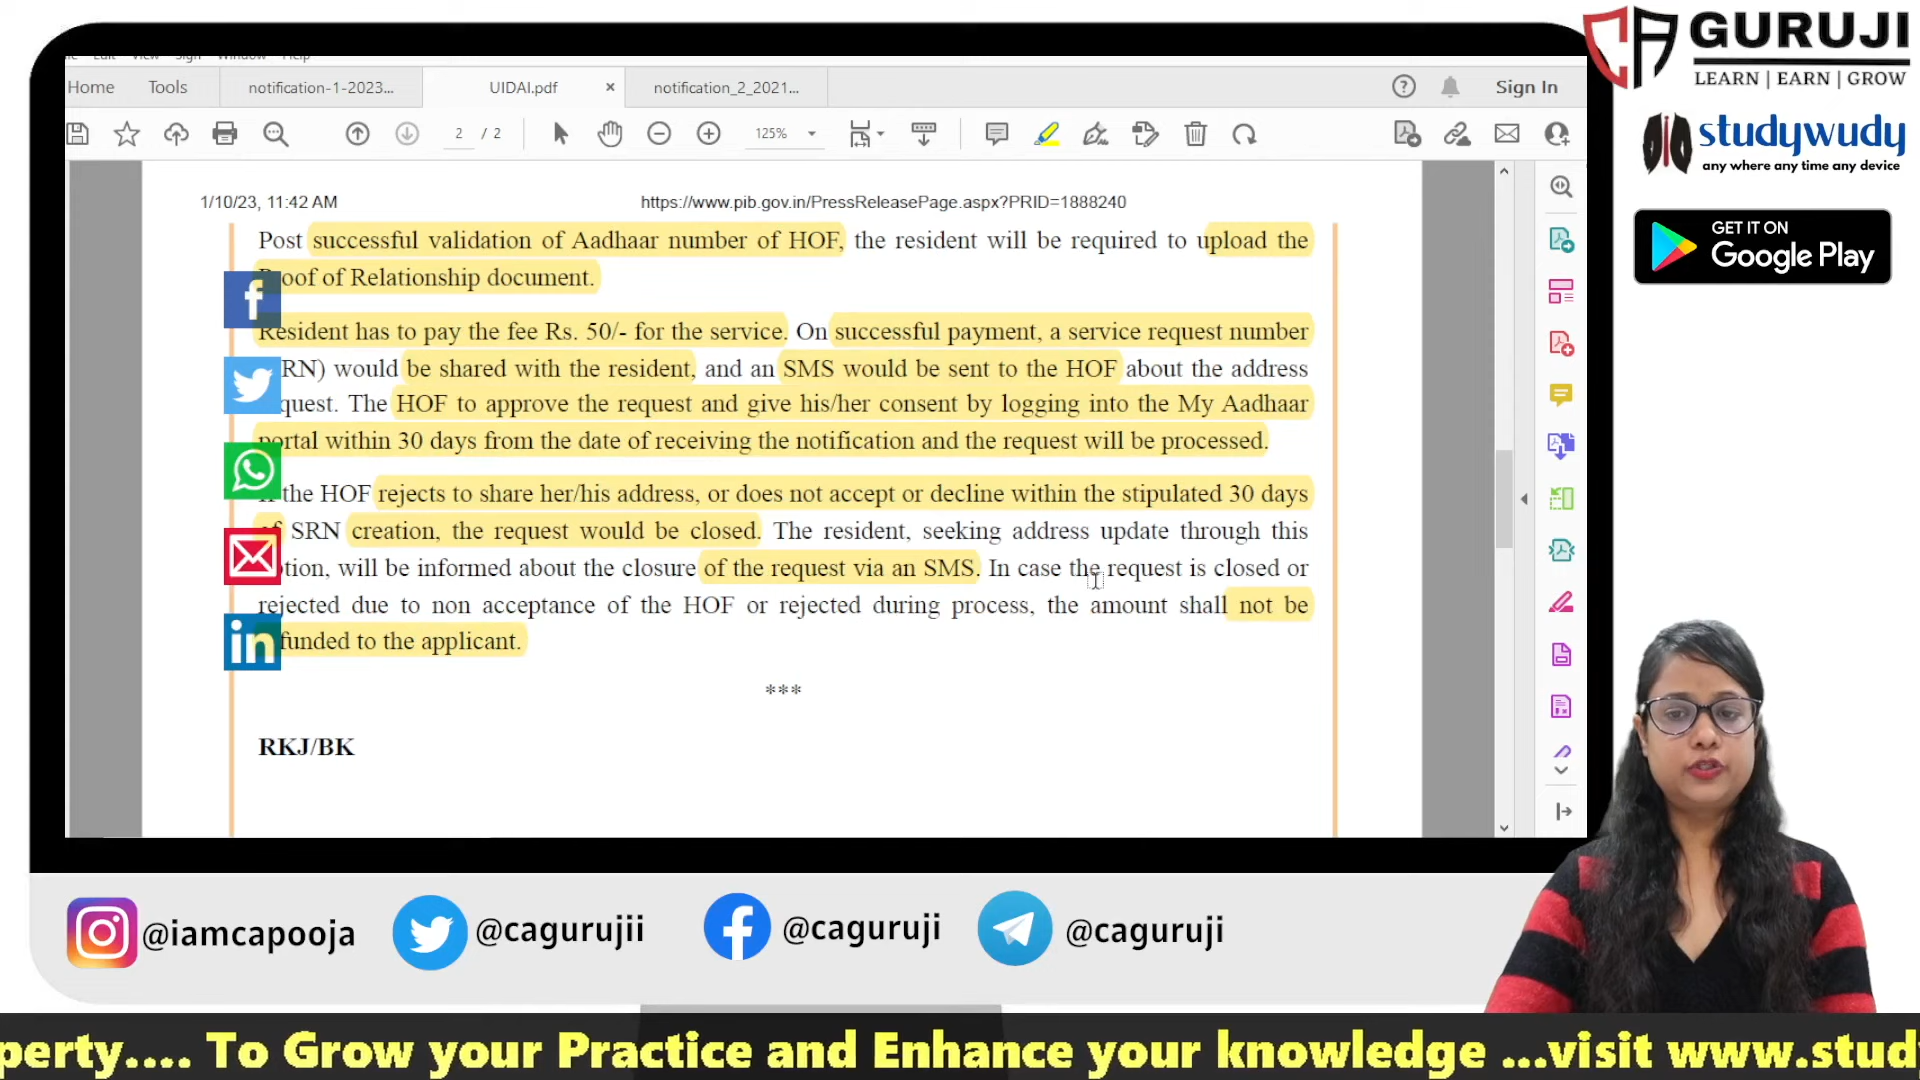 Edit View Sign Window Help
Home Tools notification-1-2023... UIDAI.pdf × notification_2_2021... ? Sign In
2 / 2 125%
1/10/23, 11:42 AM https://www.pib.gov.in/PressReleasePage.aspx?PRID=1888240
Post successful validation of Aadhaar number of HOF, the resident will be required to upload the
oof of Relationship document.
Resident has to pay the fee Rs. 50/- for the service. On successful payment, a service request number
RN) would be shared with the resident, and an SMS would be sent to the HOF about the address
quest. The HOF to approve the request and give his/her consent by logging into the My Aadhaar
portal within 30 days from the date of receiving the notification and the request will be processed.
the HOF rejects to share her/his address, or does not accept or decline within the stipulated 30 days
of SRN creation, the request would be closed. The resident, seeking address update through this
tion, will be informed about the closure of the request via an SMS. In case the request is closed or
rejected due to non acceptance of the HOF or rejected during process, the amount shall not be
funded to the applicant.
***
RKJ/BK
f
in
CA GURUJI
LEARN | EARN | GROW
studywudy
any where any time any device
GET IT ON
Google Play
@iamcapooja @cagurujii @caguruji @caguruji
perty.... To Grow your Practice and Enhance your knowledge ...visit www.stud